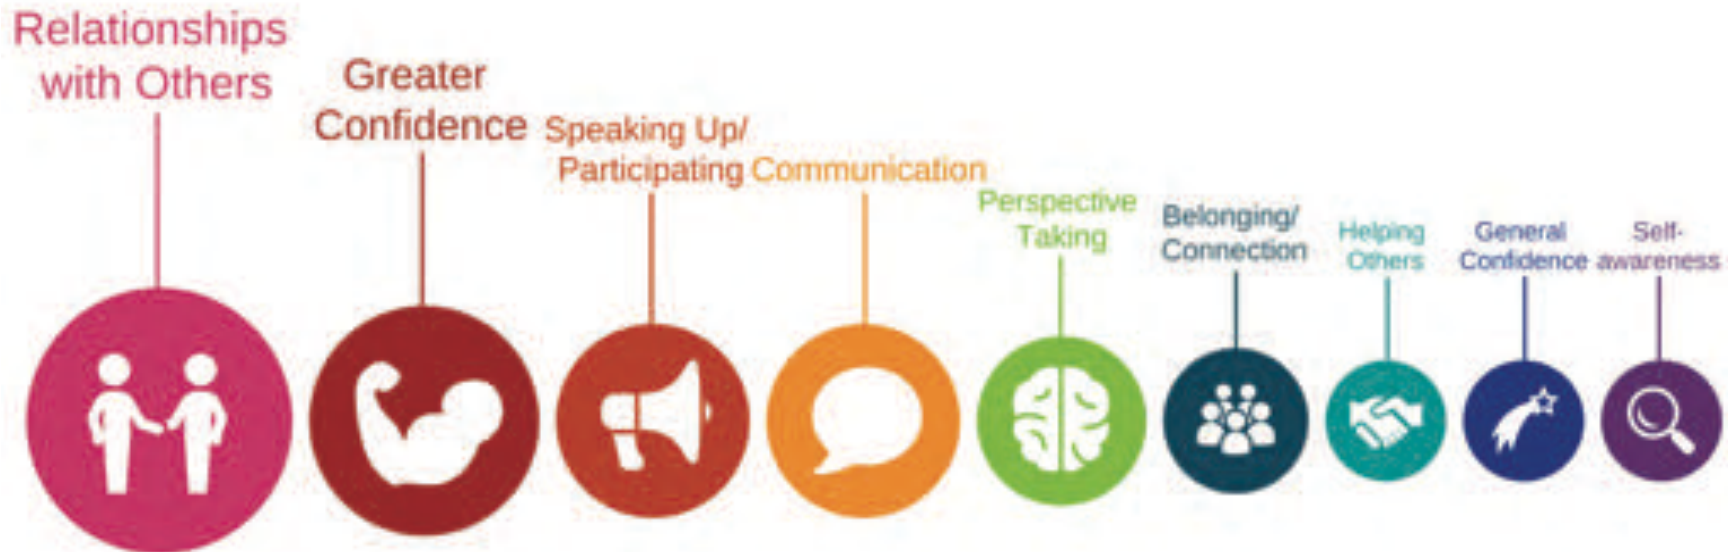 Relationships
with Others
Greater
Confidence
Speaking Up/
Participating
Communication
Perspective
Taking
Belonging/
Connection
Helping
Others
General
Confidence
Self-
awareness